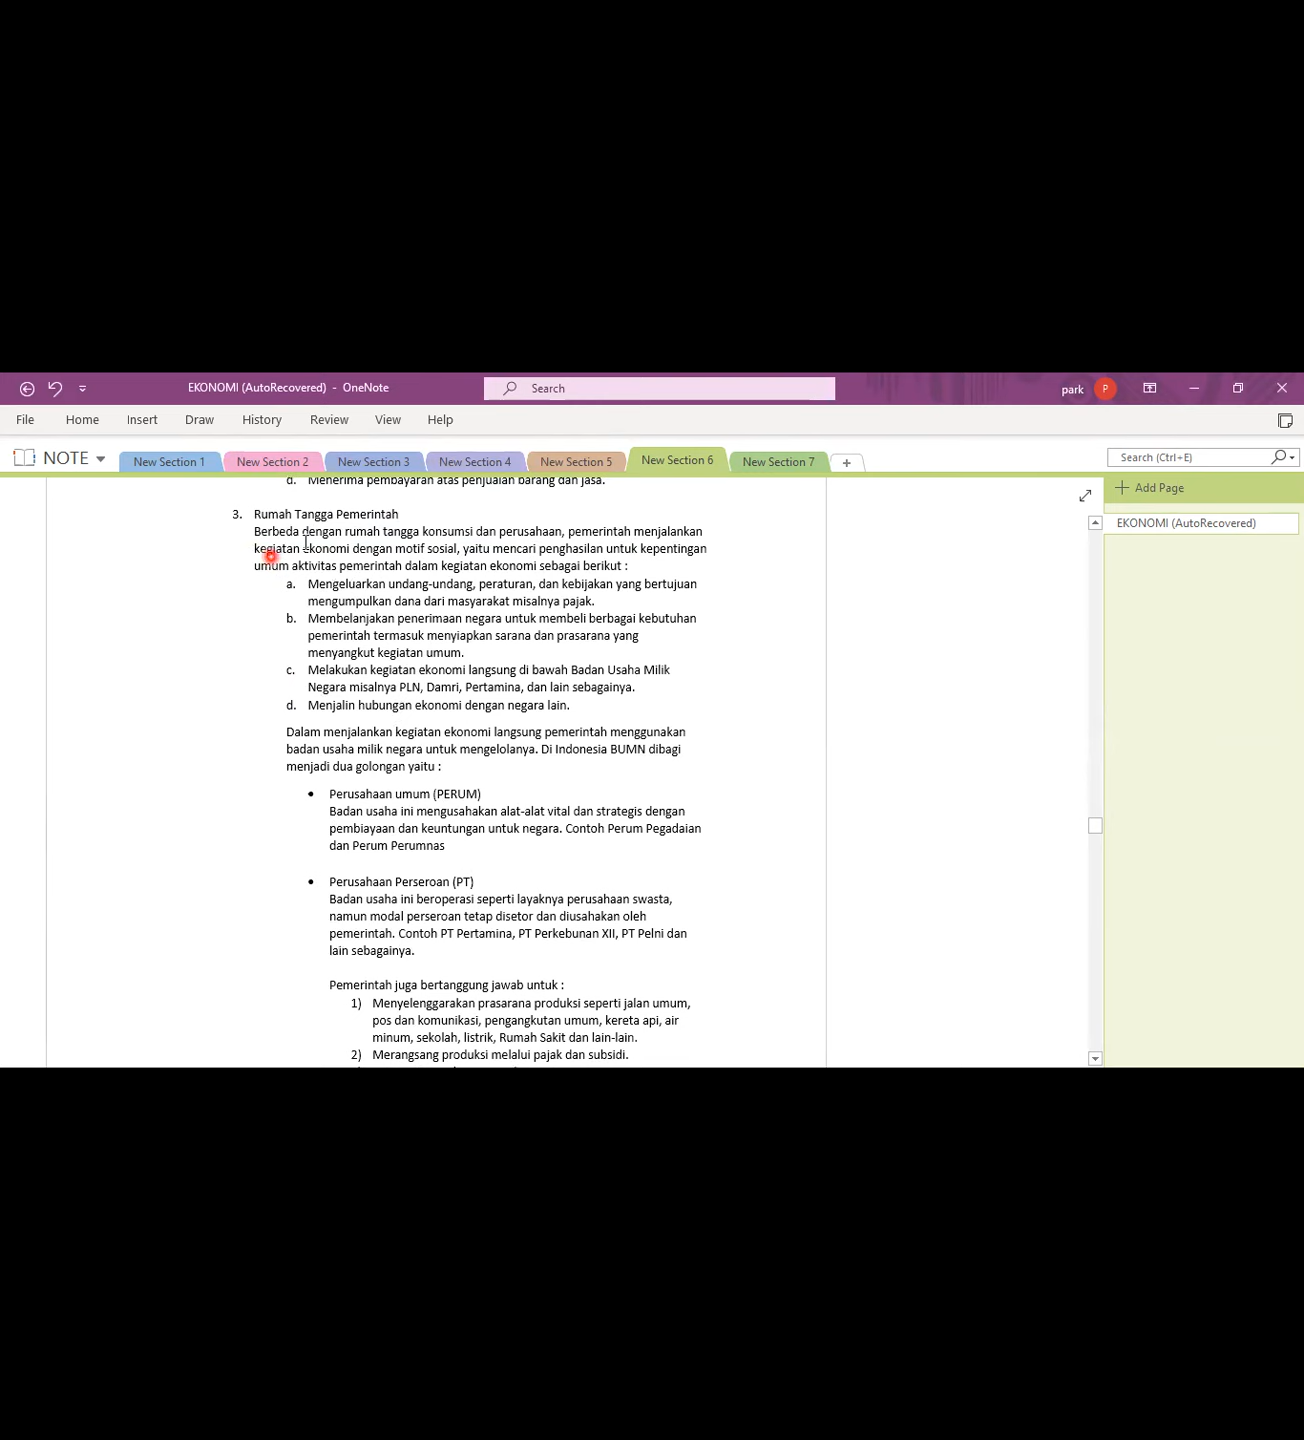 EKONOMI (AutoRecovered) - OneNote
Search
park
P
File Home Insert Draw History Review View Help
NOTE
New Section 1
New Section 2
New Section 3
New Section 4
New Section 5
New Section 6
New Section 7
Search (Ctrl+E)
Add Page
EKONOMI (AutoRecovered)
d. Menerima pembayaran atas penjualan barang dan jasa.
3. Rumah Tangga Pemerintah
Berbeda dengan rumah tangga konsumsi dan perusahaan, pemerintah menjalankan
kegiatan ekonomi dengan motif sosial, yaitu mencari penghasilan untuk kepentingan
umum aktivitas pemerintah dalam kegiatan ekonomi sebagai berikut :
a. Mengeluarkan undang-undang, peraturan, dan kebijakan yang bertujuan
mengumpulkan dana dari masyarakat misalnya pajak.
b. Membelanjakan penerimaan negara untuk membeli berbagai kebutuhan
pemerintah termasuk menyiapkan sarana dan prasarana yang
menyangkut kegiatan umum.
c. Melakukan kegiatan ekonomi langsung di bawah Badan Usaha Milik
Negara misalnya PLN, Damri, Pertamina, dan lain sebagainya.
d. Menjalin hubungan ekonomi dengan negara lain.
Dalam menjalankan kegiatan ekonomi langsung pemerintah menggunakan
badan usaha milik negara untuk mengelolanya. Di Indonesia BUMN dibagi
menjadi dua golongan yaitu :
• Perusahaan umum (PERUM)
Badan usaha ini mengusahakan alat-alat vital dan strategis dengan
pembiayaan dan keuntungan untuk negara. Contoh Perum Pegadaian
dan Perum Perumnas
• Perusahaan Perseroan (PT)
Badan usaha ini beroperasi seperti layaknya perusahaan swasta,
namun modal perseroan tetap disetor dan diusahakan oleh
pemerintah. Contoh PT Pertamina, PT Perkebunan XII, PT Pelni dan
lain sebagainya.
Pemerintah juga bertanggung jawab untuk :
1) Menyelenggarakan prasarana produksi seperti jalan umum,
pos dan komunikasi, pengangkutan umum, kereta api, air
minum, sekolah, listrik, Rumah Sakit dan lain-lain.
2) Merangsang produksi melalui pajak dan subsidi.